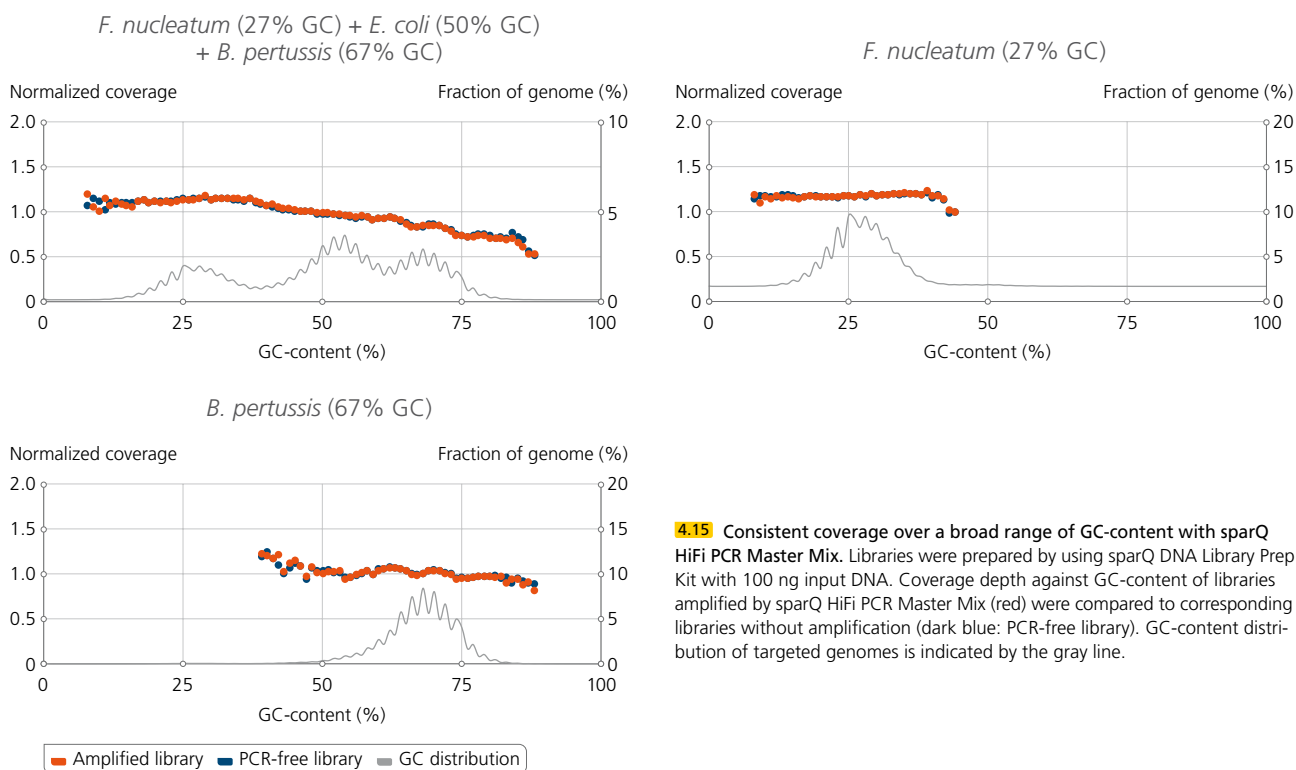 F. nucleatum (27% GC) + E. coli (50% GC)
+ B. pertussis (67% GC)
Normalized coverage
Fraction of genome (%)
2.0
1.5
1.0
0.5
0
10
5
0
0
25
50
75
100
GC-content (%)
F. nucleatum (27% GC)
Normalized coverage
Fraction of genome (%)
2.0
1.5
1.0
0.5
0
20
15
10
5
0
0
25
50
75
100
GC-content (%)
B. pertussis (67% GC)
Normalized coverage
Fraction of genome (%)
2.0
1.5
1.0
0.5
0
20
15
10
5
0
0
25
50
75
100
GC-content (%)
Amplified library
PCR-free library
GC distribution
4.15 Consistent coverage over a broad range of GC-content with sparQ
HiFi PCR Master Mix. Libraries were prepared by using sparQ DNA Library Prep
Kit with 100 ng input DNA. Coverage depth against GC-content of libraries
amplified by sparQ HiFi PCR Master Mix (red) were compared to corresponding
libraries without amplification (dark blue: PCR-free library). GC-content distri-
bution of targeted genomes is indicated by the gray line.